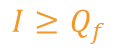 I ≥ Q_f